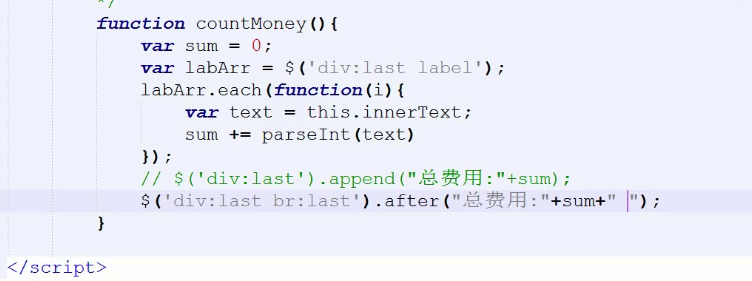 */
function countMoney(){
var sum = 0;
var labArr = $('div:last label');
labArr.each(function(i){
var text = this.innerText;
sum += parseInt(text)
});
// $('div:last').append("总费用:"+sum);
$('div:last br:last').after("总费用:"+sum+" ");
}
</script>